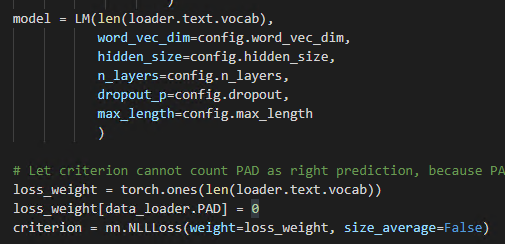 model = LM(len(loader.text.vocab),
word_vec_dim=config.word_vec_dim,
hidden_size=config.hidden_size,
n_layers=config.n_layers,
dropout_p=config.dropout,
max_length=config.max_length
)
# Let criterion cannot count PAD as right prediction, because PA
loss_weight = torch.ones(len(loader.text.vocab))
loss_weight[data_loader.PAD] = 0
criterion = nn.NLLLoss(weight=loss_weight, size_average=False)